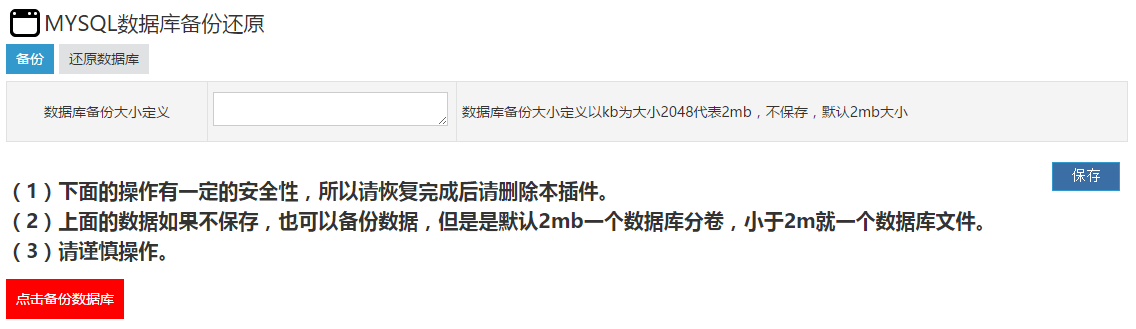 MYSQL数据库备份还原
备份 还原数据库
数据库备份大小定义 数据库备份大小定义以kb为大小2048代表2mb，不保存，默认2mb大小
保存
（1）下面的操作有一定的安全性，所以请恢复完成后请删除本插件。
（2）上面的数据如果不保存，也可以备份数据，但是是默认2mb一个数据库分卷，小于2m就一个数据库文件。
（3）请谨慎操作。
点击备份数据库